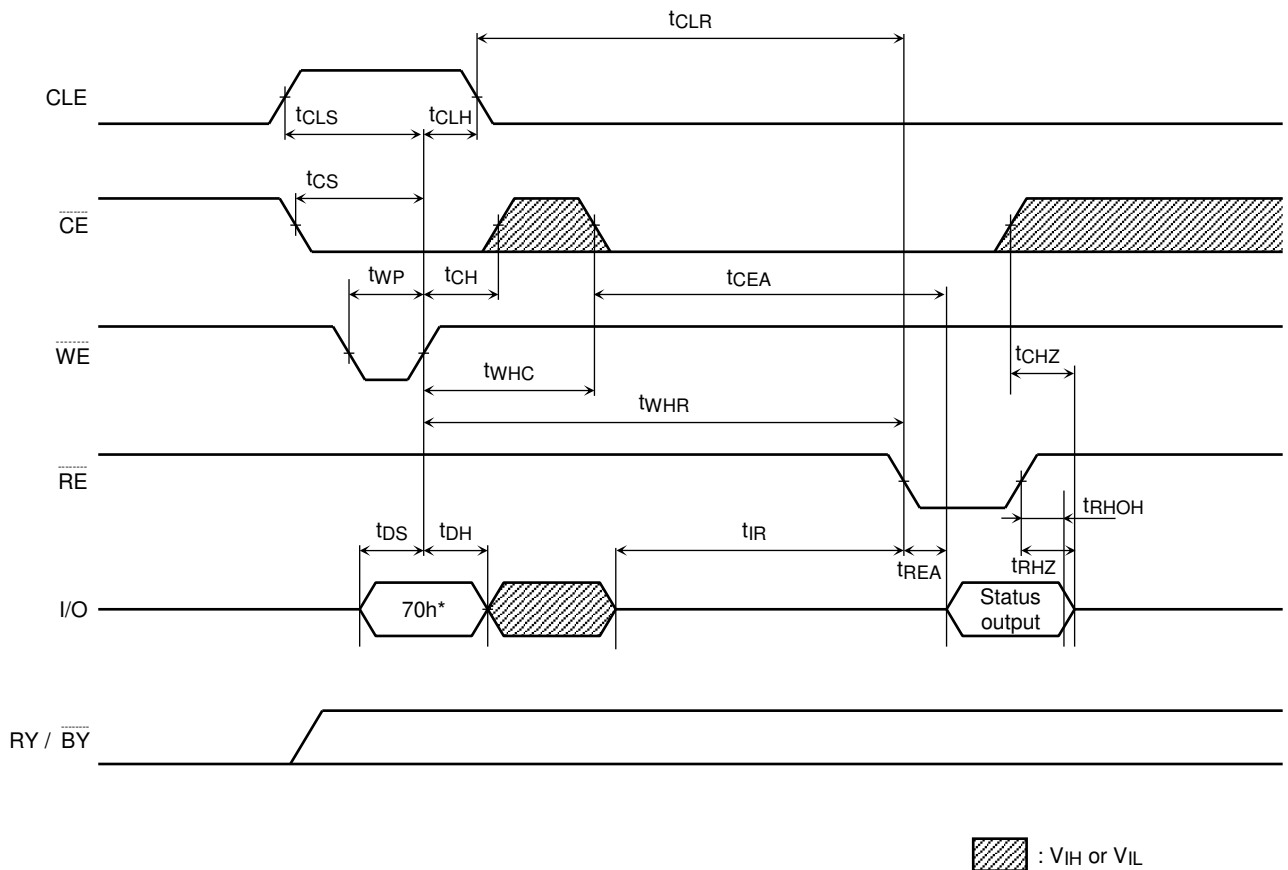 tCLR
CLE
tCLS
tCLH
tCS
CE
tWP
tCH
tCEA
WE
tCHZ
tWHC
tWHR
RE
tRHOH
tDS
tDH
tIR
tREA
tRHZ
I/O
70h*
Status
output
RY / BY
: VIH or VIL